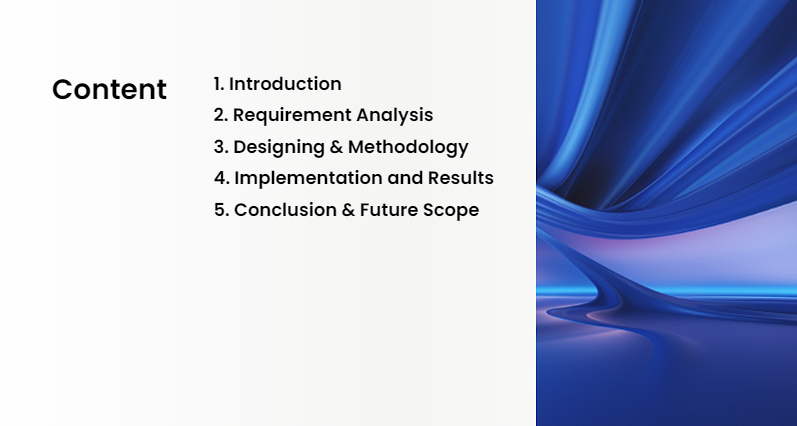 Content
1. Introduction
2. Requirement Analysis
3. Designing & Methodology
4. Implementation and Results
5. Conclusion & Future Scope